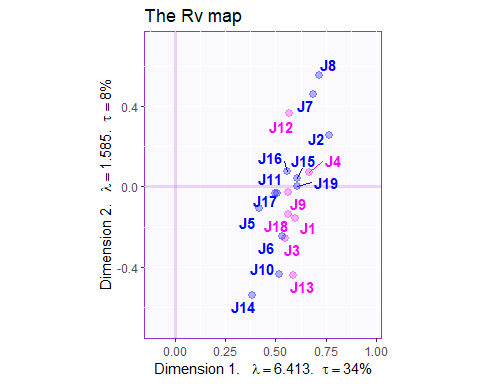 The Rv map
J8
J7
J12
J2
0.4
J16
J15
J4
J11
J19
0.0
J17
J9
J5
J18
J1
J6
J3
J10
-0.4
J13
J14
0.00
0.25
0.50
0.75
1.00
Dimension 1.  λ = 6.413.  τ = 34%
Dimension 2.  λ = 1.585.  τ = 8%